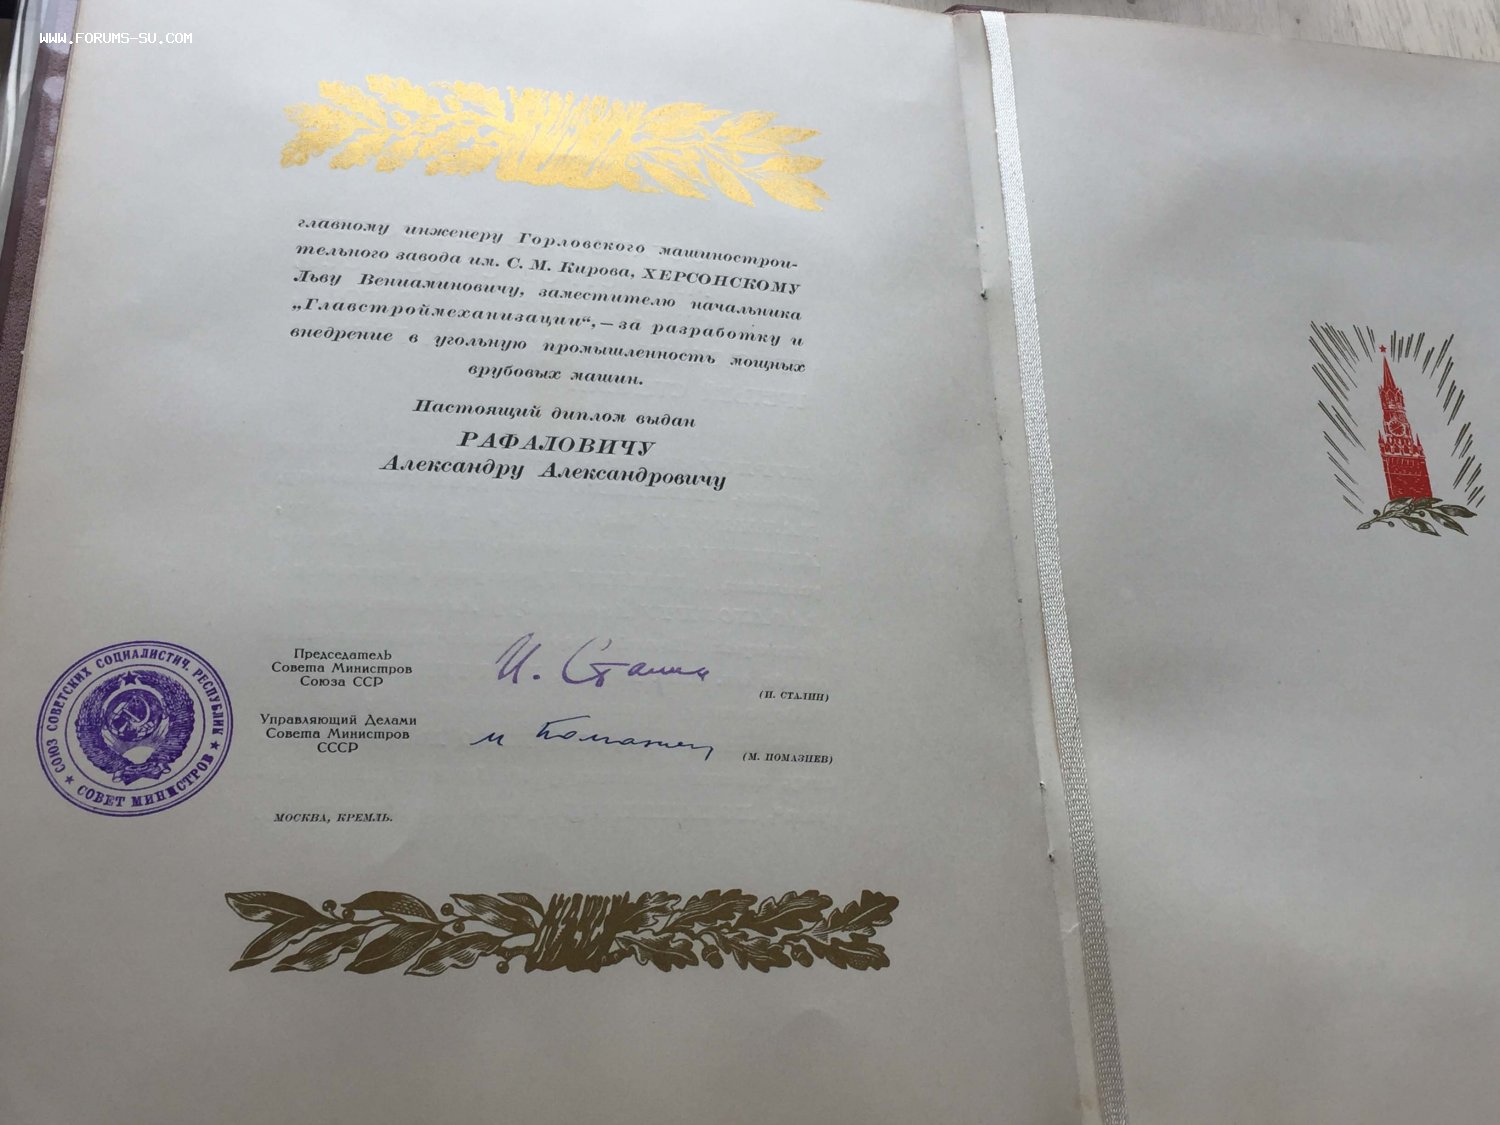 WWW.FORUMS-SU.COM
главному инженеру Горловского машинострои-
тельного завода им. С. М. Кирова, ХЕРСОНСКОМУ
Льву Вениаминовичу, заместителю начальника
„Главстроймеханизации“, — за разработку и
внедрение в угольную промышленность мощных
врубовых машин.
Настоящий диплом выдан
РАФАЛОВИЧУ
Александру Александровичу
Председатель
Совета Министров
Союза ССР
И. Сталин
(И. СТАЛИН)
Управляющий Делами
Совета Министров
СССР
М Помазнев
(М. ПОМАЗНЕВ)
СОЮЗ СОВЕТСКИХ СОЦИАЛИСТИЧ. РЕСПУБЛИК
СОВЕТ МИНИСТРОВ
МОСКВА, КРЕМЛЬ.